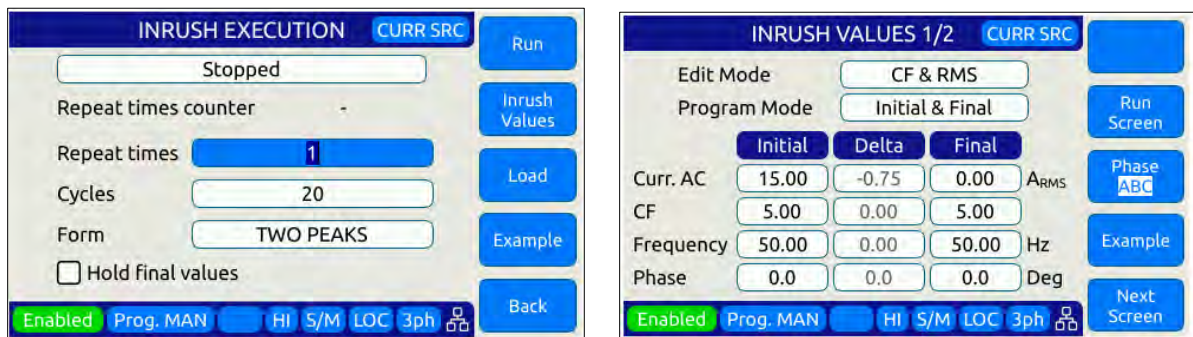 INRUSH EXECUTION CURR SRC
Run
Stopped
Repeat times counter -
Inrush
Values
Repeat times 1
Load
Cycles 20
Form TWO PEAKS
Example
Hold final values
Back
Enabled Prog. MAN HI S/M LOC 3ph
INRUSH VALUES 1/2 CURR SRC
Edit Mode CF & RMS
Program Mode Initial & Final
Run
Screen
Initial Delta Final
Phase
ABC
Curr. AC 15.00 -0.75 0.00 ARMS
CF 5.00 0.00 5.00
Frequency 50.00 0.00 50.00 Hz
Example
Phase 0.0 0.0 0.0 Deg
Next
Screen
Enabled Prog. MAN HI S/M LOC 3ph